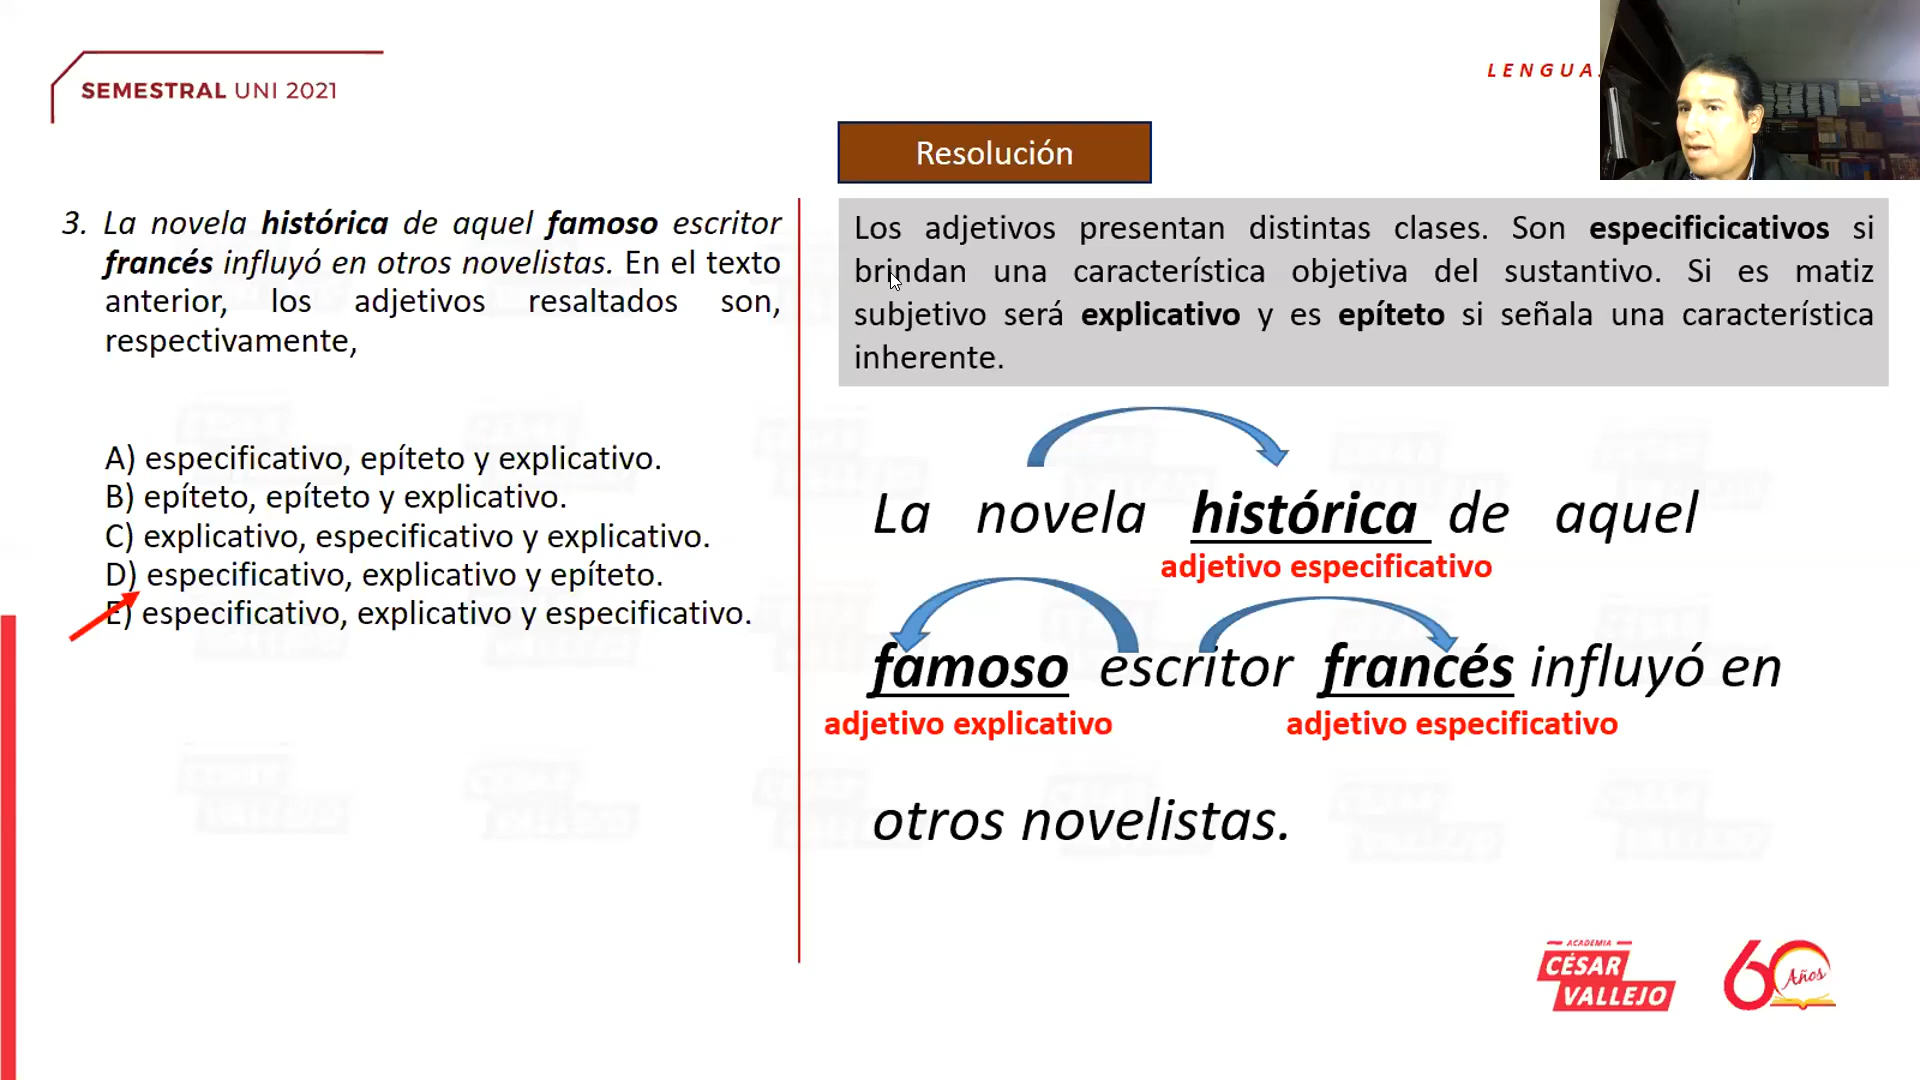 SEMESTRAL UNI 2021
LENGUA
Resolución
3. La novela histórica de aquel famoso escritor
francés influyó en otros novelistas. En el texto
anterior, los adjetivos resaltados son,
respectivamente,
A) especificativo, epíteto y explicativo.
B) epíteto, epíteto y explicativo.
C) explicativo, especificativo y explicativo.
D) especificativo, explicativo y epíteto.
E) especificativo, explicativo y especificativo.
Los adjetivos presentan distintas clases. Son especificicativos si
brindan una característica objetiva del sustantivo. Si es matiz
subjetivo será explicativo y es epíteto si señala una característica
inherente.
La novela histórica de aquel
adjetivo especificativo
famoso escritor francés influyó en
adjetivo explicativo adjetivo especificativo
otros novelistas.
ACADEMIA
CÉSAR
VALLEJO
60 Años